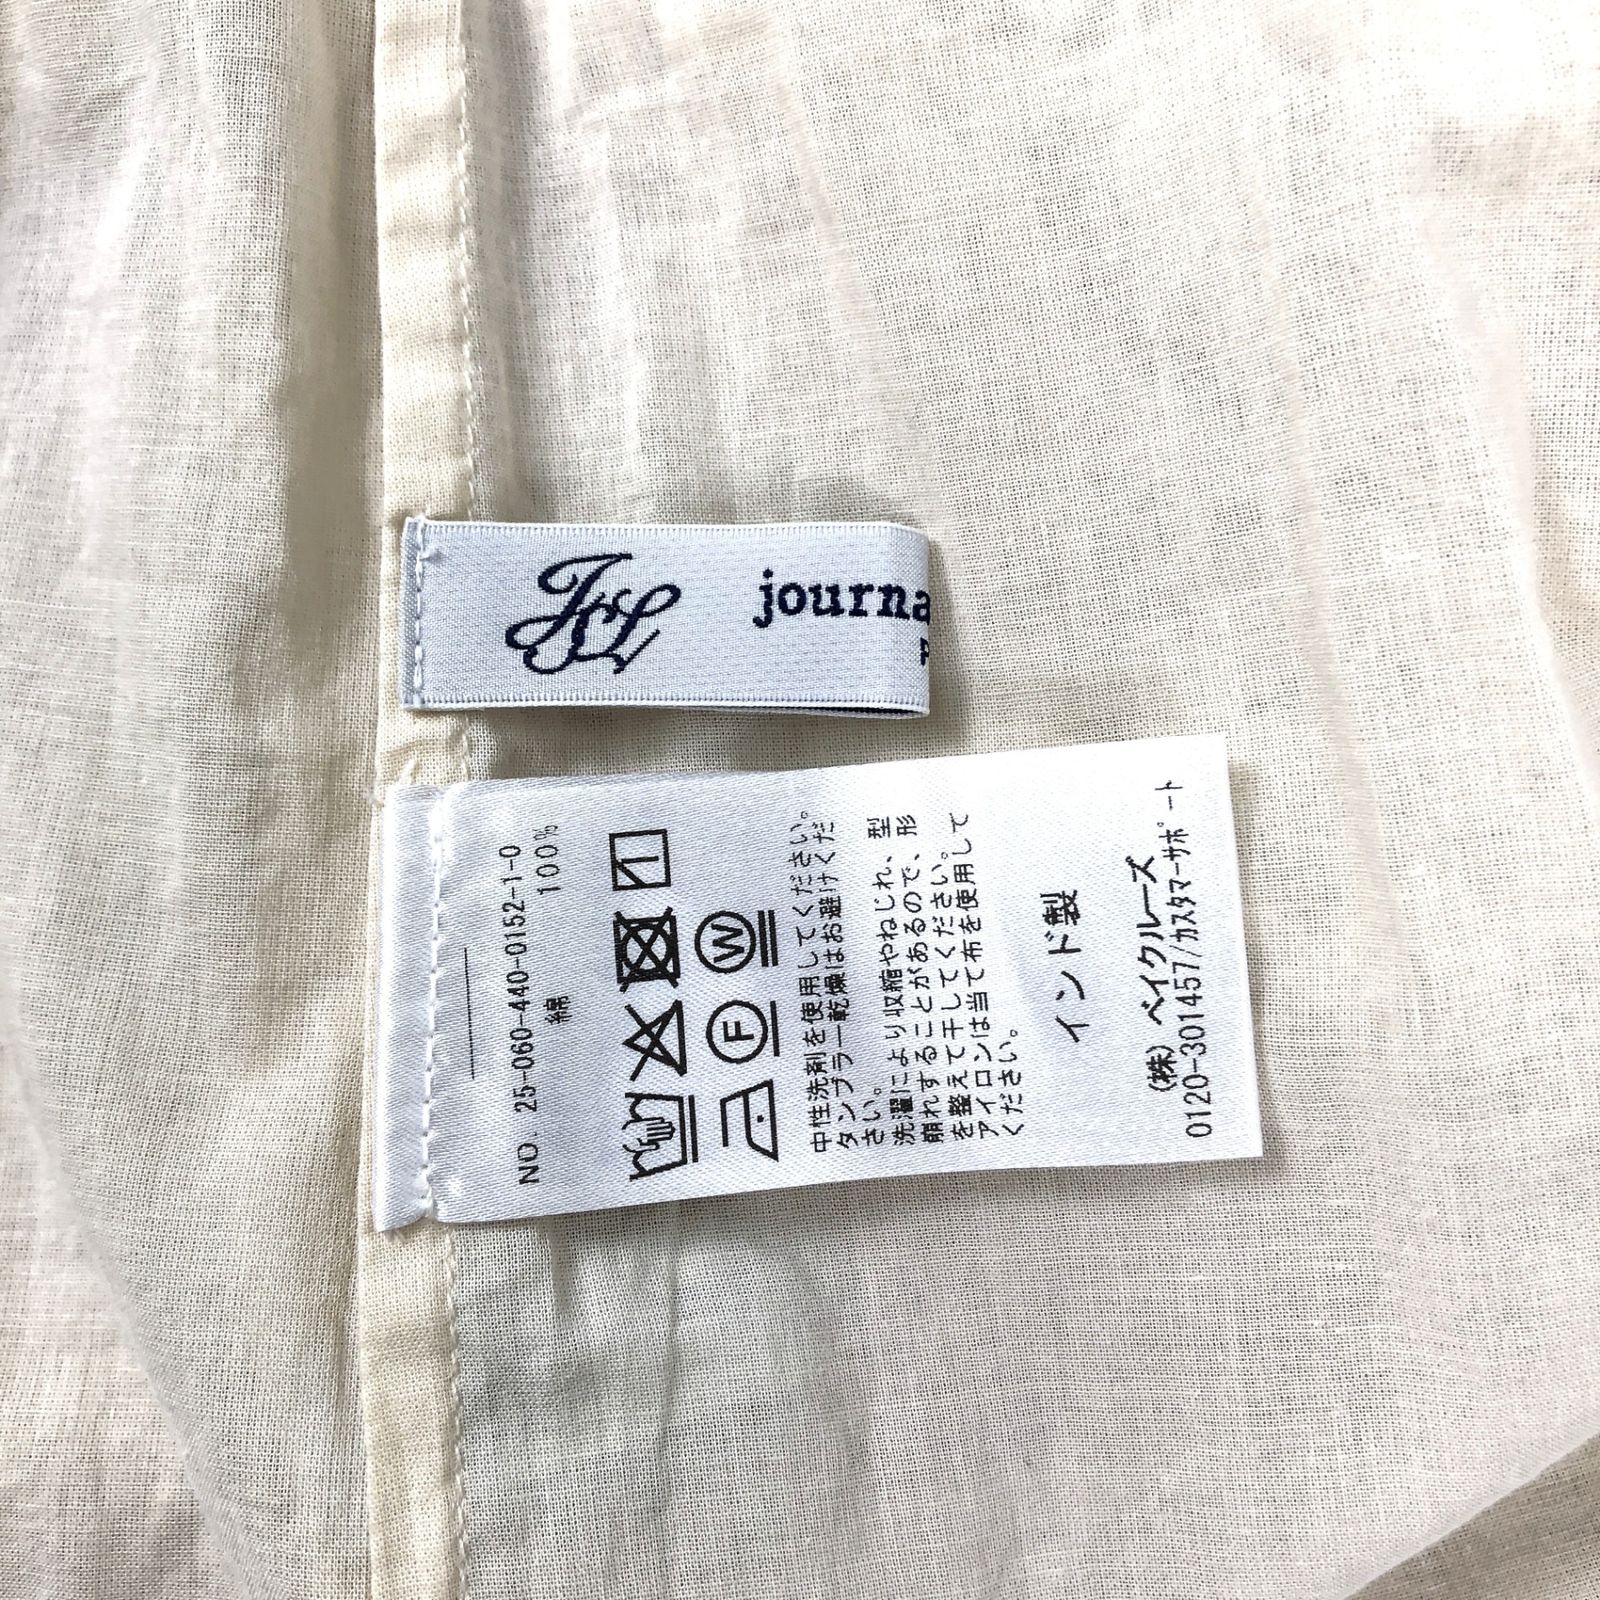 JSL
journa
P
NO. 25-060-440-0152-1-0
綿 100%
F
W
中性洗剤を使用してください。
タンブラー乾燥はお避けくだ
さい。
洗濯により収縮やねじれ、型
崩れすることがあるので、形
を整えて干してください。
アイロンは当て布を使用して
ください。
インド製
(株) ベイクルーズ
0120-301457/カスタマーサポート